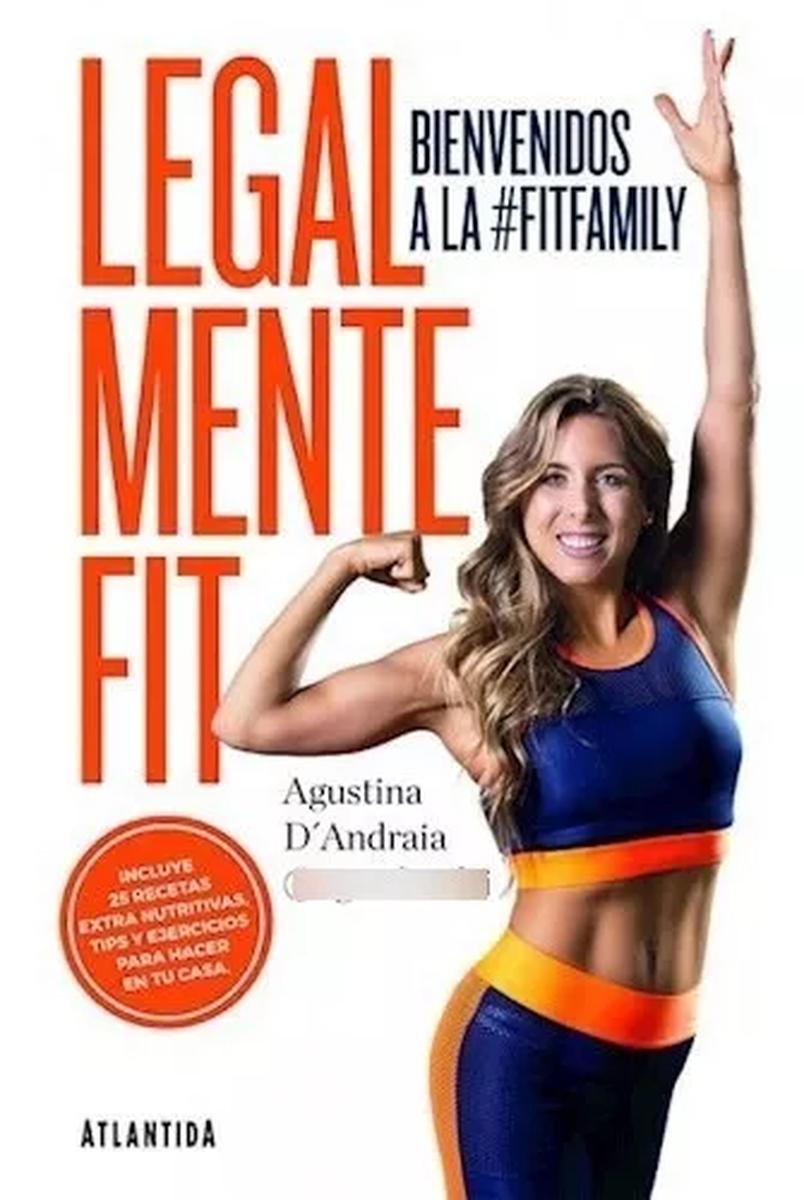 LEGAL
MENTE
FIT
BIENVENIDOS
A LA #FITFAMILY
Agustina
D´Andraia
INCLUYE
25 RECETAS
EXTRA NUTRITIVAS,
TIPS Y EJERCICIOS
PARA HACER
EN TU CASA.
ATLANTIDA